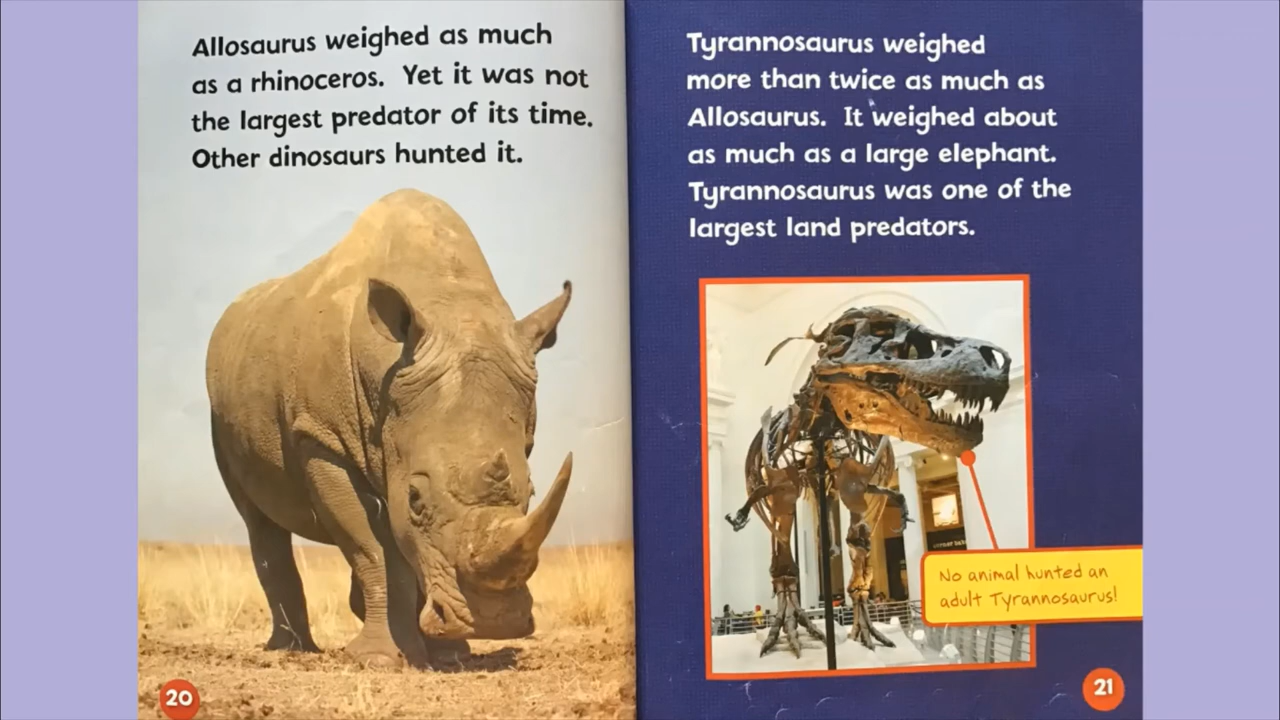 Allosaurus weighed as much
as a rhinoceros. Yet it was not
the largest predator of its time.
Other dinosaurs hunted it.
20
Tyrannosaurus weighed
more than twice as much as
Allosaurus. It weighed about
as much as a large elephant.
Tyrannosaurus was one of the
largest land predators.
No animal hunted an
adult Tyrannosaurus!
21